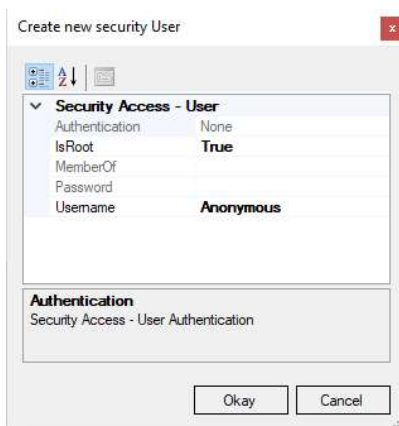 Create new security User
x
Security Access - User
Authentication None
IsRoot True
MemberOf
Password
Username Anonymous
Authentication
Security Access - User Authentication
Okay Cancel